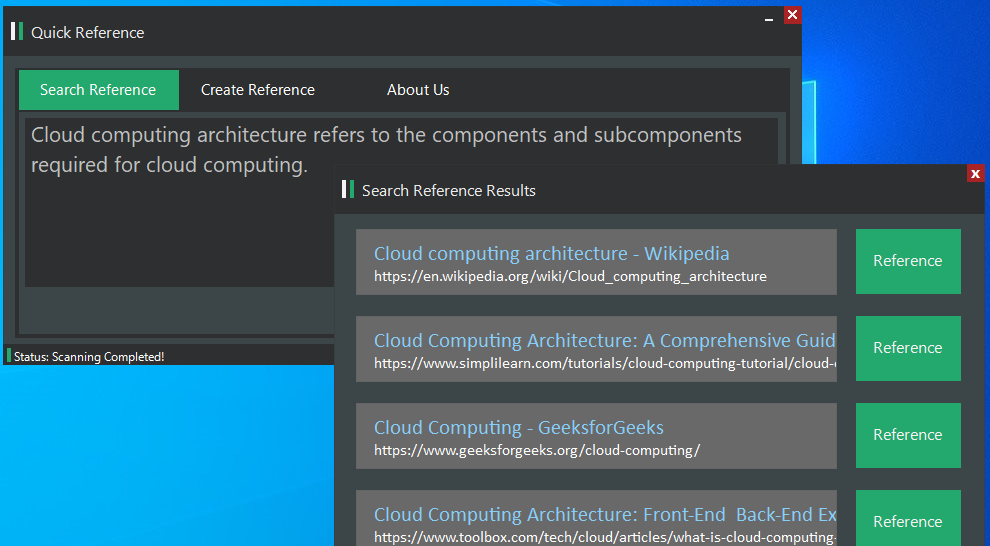 Quick Reference
Search Reference
Create Reference
About Us
Cloud computing architecture refers to the components and subcomponents
required for cloud computing.
Status: Scanning Completed!
Search Reference Results
Cloud computing architecture - Wikipedia
https://en.wikipedia.org/wiki/Cloud_computing_architecture
Reference
Cloud Computing Architecture: A Comprehensive Guid
https://www.simplilearn.com/tutorials/cloud-computing-tutorial/cloud-
Reference
Cloud Computing - GeeksforGeeks
https://www.geeksforgeeks.org/cloud-computing/
Reference
Cloud Computing Architecture: Front-End  Back-End Ex
https://www.toolbox.com/tech/cloud/articles/what-is-cloud-computing-
Reference